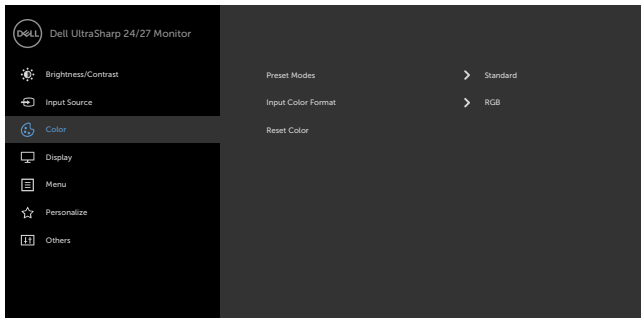 DELL Dell UltraSharp 24/27 Monitor
Brightness/Contrast
Preset Modes Standard
Input Source
Input Color Format RGB
Color
Reset Color
Display
Menu
Personalize
Others